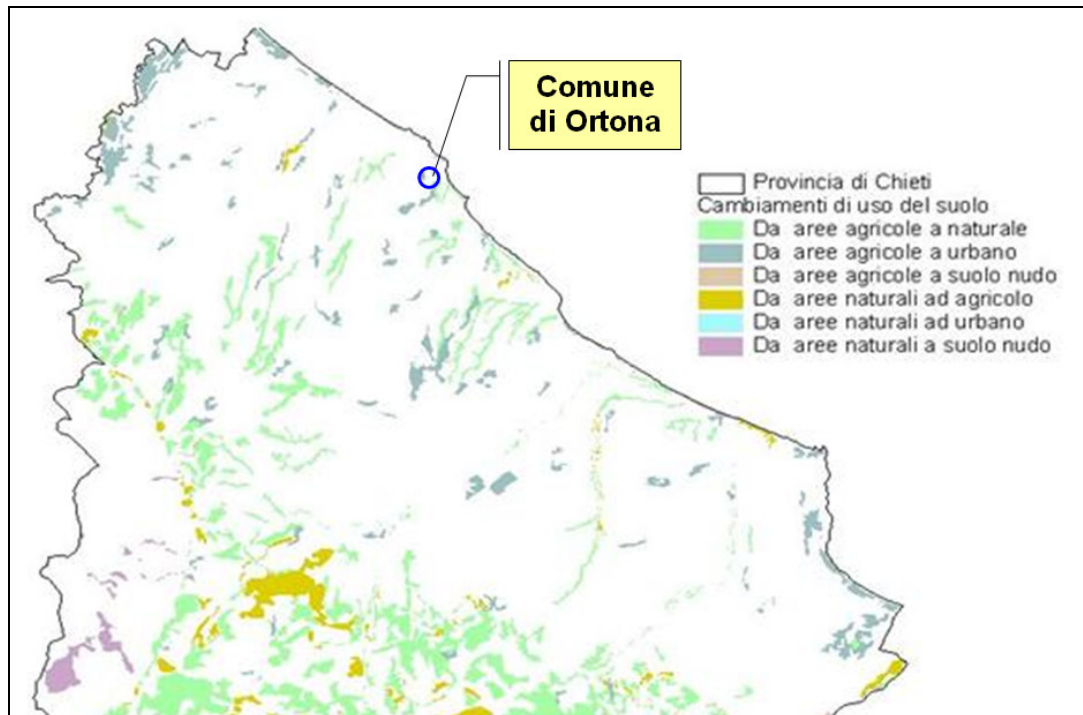 Comune
di Ortona
Provincia di Chieti
Cambiamenti di uso del suolo
Da aree agricole a naturale
Da aree agricole a urbano
Da aree agricole a suolo nudo
Da aree naturali ad agricolo
Da aree naturali ad urbano
Da aree naturali a suolo nudo